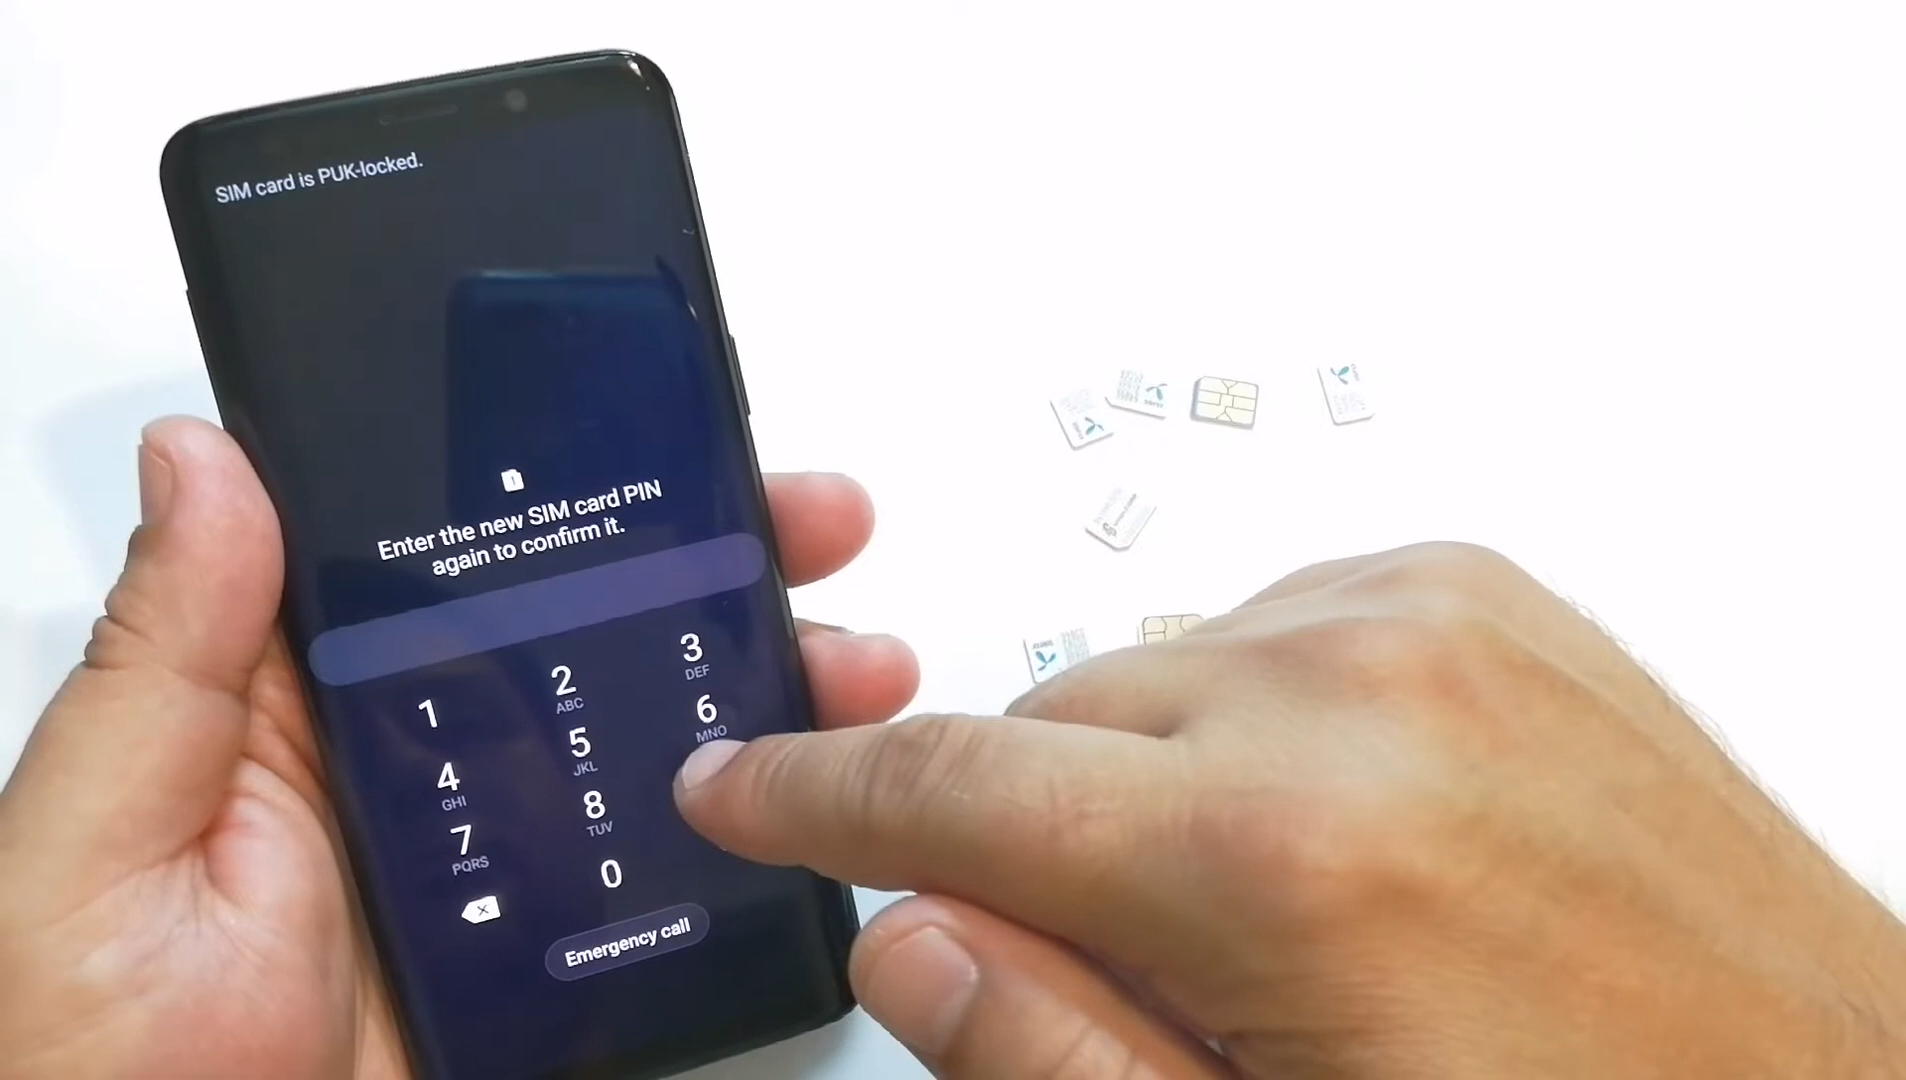 SIM card is PUK-locked.
Enter the new SIM card PIN
again to confirm it.
1
2
ABC
3
DEF
4
GHI
5
JKL
6
MNO
7
PQRS
8
TUV
0
Emergency call